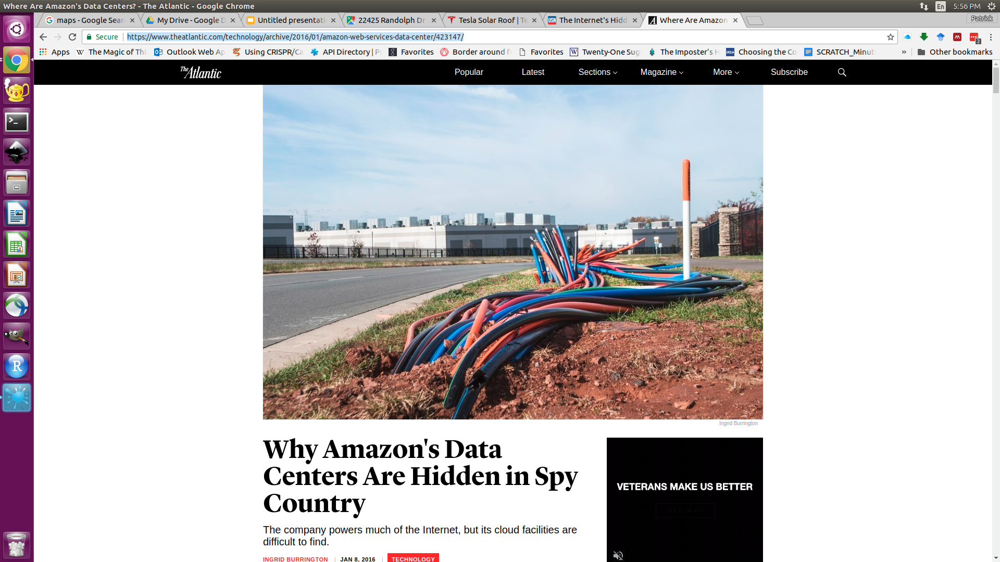 Where Are Amazon's Data Centers? - The Atlantic - Google Chrome
En
5:56 PM
maps - Google Sear
My Drive - Google D
Untitled presentati
22425 Randolph Dr
Tesla Solar Roof | Te
The Internet's Hidd
Where Are Amazon
Patrick
Secure
https://www.theatlantic.com/technology/archive/2016/01/amazon-web-services-data-center/423147/
2
Apps
W The Magic of Thi
Outlook Web Ap
Using CRISPR/Ca
API Directory | P
Favorites
Border around f
Favorites
W Twenty-One Sug
The Imposter's H
UCLA Choosing the Co
SCRATCH_Minut
»
Other bookmarks
The Atlantic
Popular
Latest
Sections
Magazine
More
Subscribe
Ingrid Burrington
Why Amazon's Data
Centers Are Hidden in Spy
Country
The company powers much of the Internet, but its cloud facilities are
difficult to find.
INGRID BURRINGTON | JAN 8, 2016 | TECHNOLOGY
VETERANS MAKE US BETTER
SEE WHY